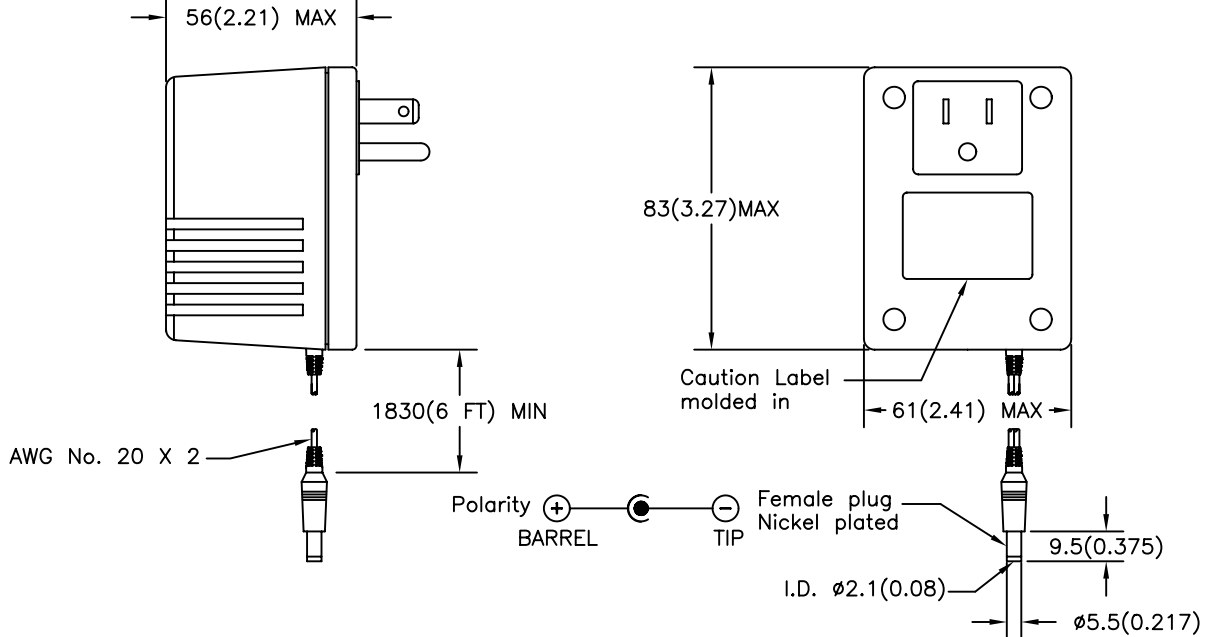 56(2.21) MAX
83(3.27)MAX
Caution Label
molded in
61(2.41) MAX
1830(6 FT) MIN
AWG No. 20 X 2
Polarity + -
BARREL TIP
Female plug
Nickel plated
9.5(0.375)
I.D. ø2.1(0.08)
ø5.5(0.217)